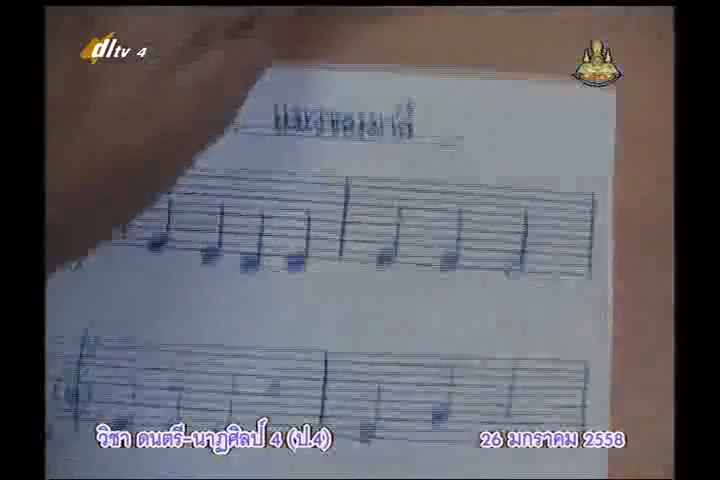 dltv 4
วิชา ดนตรี-นาฏศิลป์ 4 (ป.4)
26 มกราคม 2558